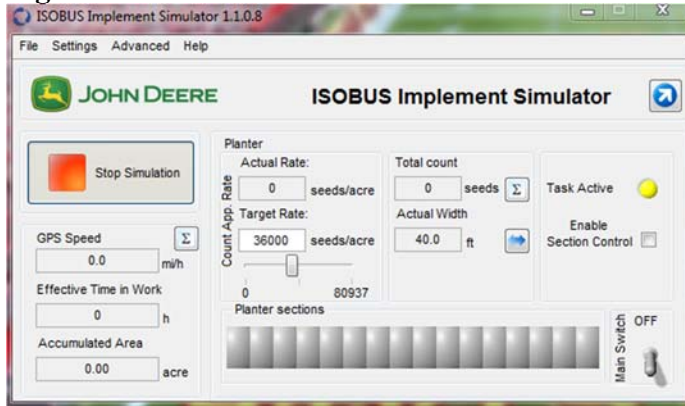 ISOBUS Implement Simulator 1.1.0.8
File Settings Advanced Help
JOHN DEERE
ISOBUS Implement Simulator
Stop Simulation
GPS Speed
Σ
0.0 mi/h
Effective Time in Work
0 h
Accumulated Area
0.00 acre
Planter
Count App. Rate
Actual Rate:
0 seeds/acre
Target Rate:
36000 seeds/acre
0 80937
Total count
0 seeds Σ
Actual Width
40.0 ft
Task Active
Enable
Section Control
Planter sections
Main Switch
OFF